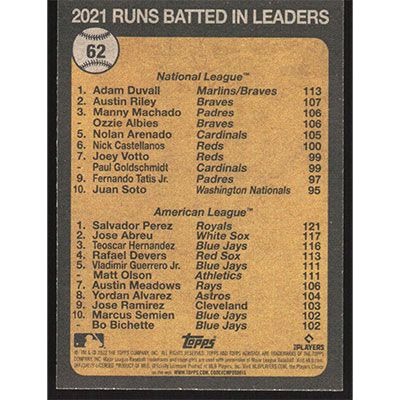 2021 RUNS BATTED IN LEADERS
62
National League™
1. Adam Duvall Marlins/Braves 113
2. Austin Riley Braves 107
3. Manny Machado Padres 106
- Ozzie Albies Braves 106
5. Nolan Arenado Cardinals 105
6. Nick Castellanos Reds 100
7. Joey Votto Reds 99
- Paul Goldschmidt Cardinals 99
9. Fernando Tatis Jr. Padres 97
10. Juan Soto Washington Nationals 95
American League™
1. Salvador Perez Royals 121
2. Jose Abreu White Sox 117
3. Teoscar Hernandez Blue Jays 116
4. Rafael Devers Red Sox 113
5. Vladimir Guerrero Jr. Blue Jays 111
- Matt Olson Athletics 111
7. Austin Meadows Rays 106
8. Yordan Alvarez Astros 104
9. Jose Ramirez Cleveland 103
10. Marcus Semien Blue Jays 102
- Bo Bichette Blue Jays 102
Topps
PLAYERS